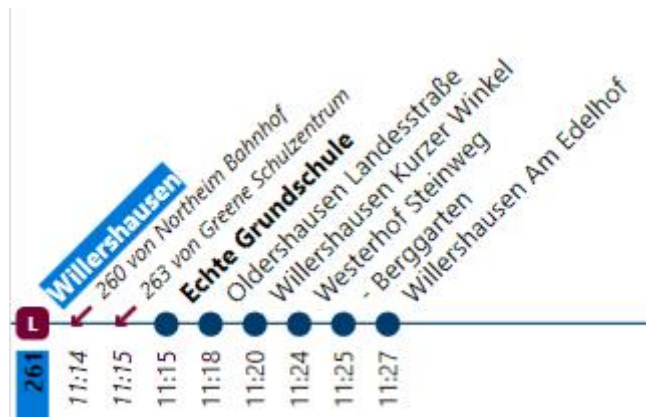 Willershausen
260 von Northeim Bahnhof
263 von Greene Schulzentrum
Echte Grundschule
Oldershausen Landesstraße
Willershausen Kurzer Winkel
Westerhof Steinweg
- Berggarten
Willershausen Am Edelhof
L
261
11:14
11:15
11:15
11:18
11:20
11:24
11:25
11:27